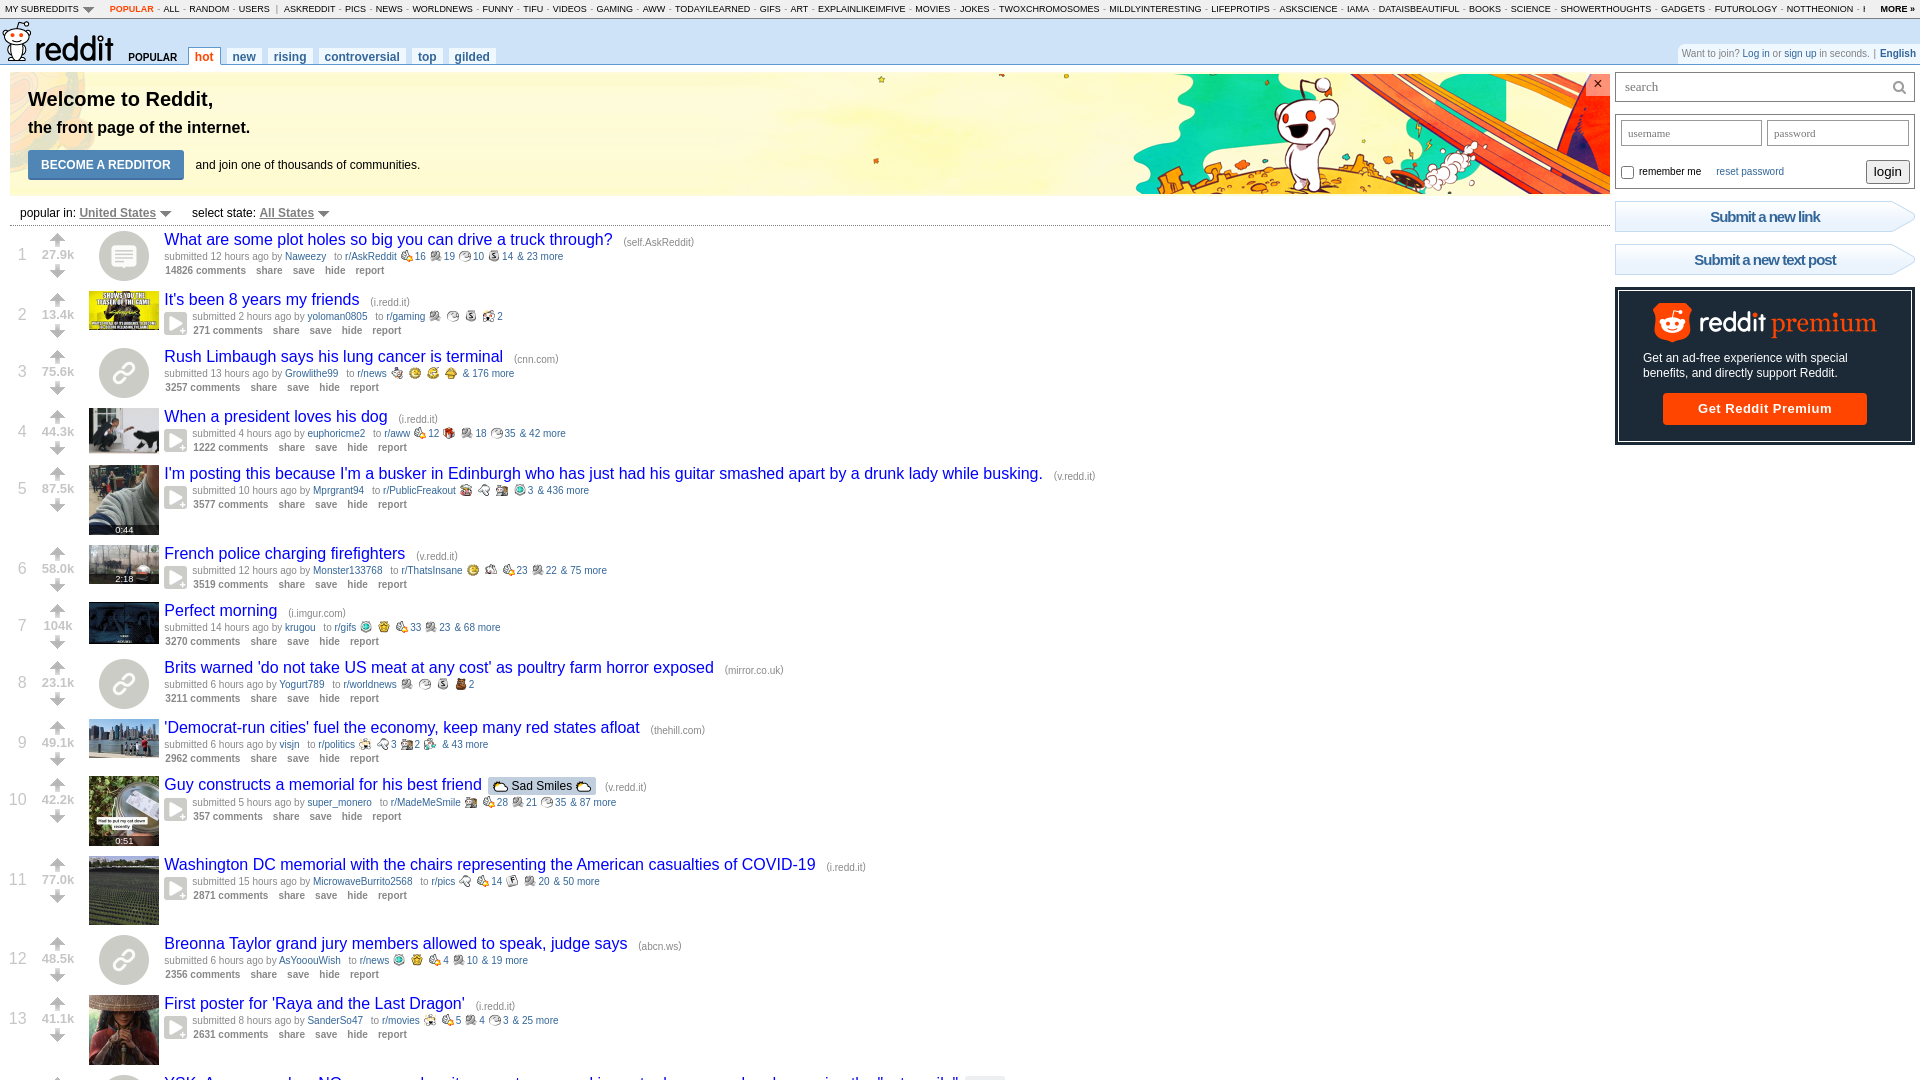 MY SUBREDDITS POPULAR - ALL - RANDOM - USERS | ASKREDDIT - PICS - NEWS - WORLDNEWS - FUNNY - TIFU - VIDEOS - GAMING - AWW - TODAYILEARNED - GIFS - ART - EXPLAINLIKEIMFIVE - MOVIES - JOKES - TWOXCHROMOSOMES - MILDLYINTERESTING - LIFEPROTIPS - ASKSCIENCE - IAMA - DATAISBEAUTIFUL - BOOKS - SCIENCE - SHOWERTHOUGHTS - GADGETS - FUTUROLOGY - NOTTHEONION - MORE »
reddit POPULAR hot new rising controversial top gilded
Want to join? Log in or sign up in seconds. | English
Welcome to Reddit,
the front page of the internet.
BECOME A REDDITOR and join one of thousands of communities.
×
search
username password
remember me reset password login
Submit a new link
Submit a new text post
reddit premium
Get an ad-free experience with special
benefits, and directly support Reddit.
Get Reddit Premium
popular in: United States select state: All States
1 27.9k What are some plot holes so big you can drive a truck through? (self.AskReddit)
submitted 12 hours ago by Naweezy to r/AskReddit 16 19 10 14 & 23 more
14826 comments share save hide report
2 13.4k It's been 8 years my friends (i.redd.it)
submitted 2 hours ago by yoloman0805 to r/gaming 2
271 comments share save hide report
3 75.6k Rush Limbaugh says his lung cancer is terminal (cnn.com)
submitted 13 hours ago by Growlithe99 to r/news & 176 more
3257 comments share save hide report
4 44.3k When a president loves his dog (i.redd.it)
submitted 4 hours ago by euphoricme2 to r/aww 12 18 35 & 42 more
1222 comments share save hide report
5 87.5k I'm posting this because I'm a busker in Edinburgh who has just had his guitar smashed apart by a drunk lady while busking. (v.redd.it)
submitted 10 hours ago by Mprgrant94 to r/PublicFreakout 3 & 436 more
3577 comments share save hide report
0:44
6 58.0k French police charging firefighters (v.redd.it)
submitted 12 hours ago by Monster133768 to r/ThatsInsane 23 22 & 75 more
3519 comments share save hide report
2:18
7 104k Perfect morning (i.imgur.com)
submitted 14 hours ago by krugou to r/gifs 33 23 & 68 more
3270 comments share save hide report
8 23.1k Brits warned 'do not take US meat at any cost' as poultry farm horror exposed (mirror.co.uk)
submitted 6 hours ago by Yogurt789 to r/worldnews 2
3211 comments share save hide report
9 49.1k 'Democrat-run cities' fuel the economy, keep many red states afloat (thehill.com)
submitted 6 hours ago by visjn to r/politics 3 2 & 43 more
2962 comments share save hide report
10 42.2k Guy constructs a memorial for his best friend Sad Smiles (v.redd.it)
submitted 5 hours ago by super_monero to r/MadeMeSmile 28 21 35 & 87 more
357 comments share save hide report
0:51
11 77.0k Washington DC memorial with the chairs representing the American casualties of COVID-19 (i.redd.it)
submitted 15 hours ago by MicrowaveBurrito2568 to r/pics 14 20 & 50 more
2871 comments share save hide report
12 48.5k Breonna Taylor grand jury members allowed to speak, judge says (abcn.ws)
submitted 6 hours ago by AsYooouWish to r/news 4 10 & 19 more
2356 comments share save hide report
13 41.1k First poster for 'Raya and the Last Dragon' (i.redd.it)
submitted 8 hours ago by SanderSo47 to r/movies 5 4 3 & 25 more
2631 comments share save hide report